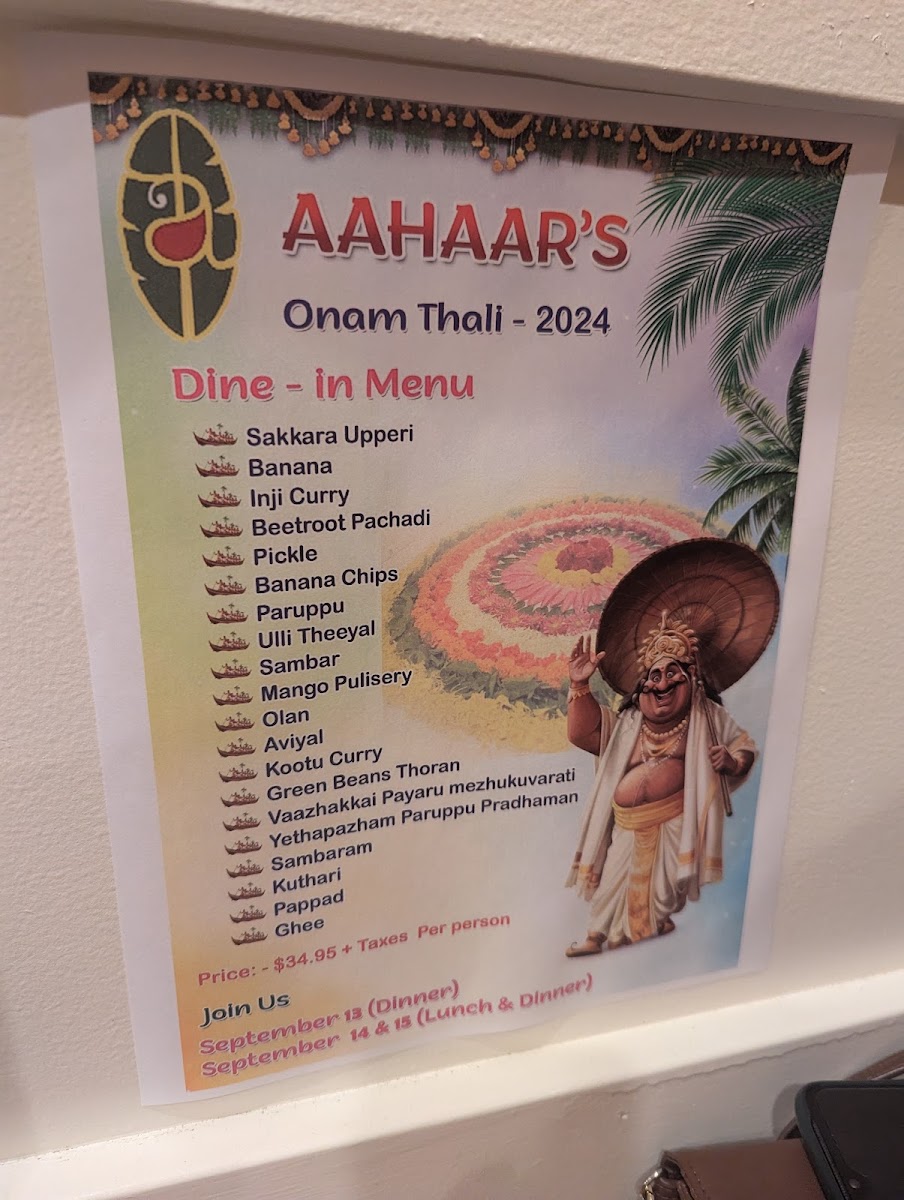 AAHAAR'S
Onam Thali - 2024
Dine - in Menu
Sakkara Upperi
Banana
Inji Curry
Beetroot Pachadi
Pickle
Banana Chips
Paruppu
Ulli Theeyal
Sambar
Mango Pulisery
Olan
Aviyal
Kootu Curry
Green Beans Thoran
Vaazhakkai Payaru mezhukuvarati
Yethapazham Paruppu Pradhaman
Sambaram
Kuthari
Pappad
Ghee
Price: - $34.95 + Taxes Per person
Join Us
September 13 (Dinner)
September 14 & 15 (Lunch & Dinner)